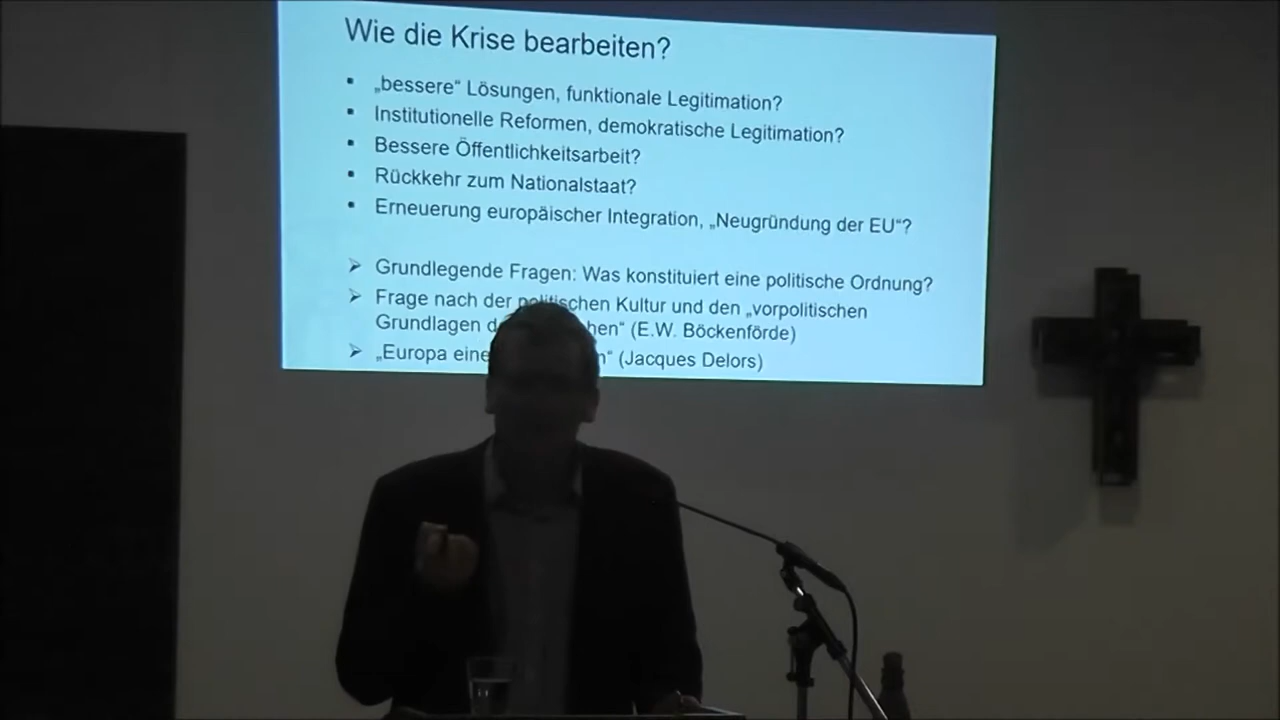 Wie die Krise bearbeiten?
▪ „bessere“ Lösungen, funktionale Legitimation?
▪ Institutionelle Reformen, demokratische Legitimation?
▪ Bessere Öffentlichkeitsarbeit?
▪ Rückkehr zum Nationalstaat?
▪ Erneuerung europäischer Integration, „Neugründung der EU“?
➢ Grundlegende Fragen: Was konstituiert eine politische Ordnung?
➢ Frage nach der politischen Kultur und den „vorpolitischen
Grundlagen (E.W. Böckenförde)
➢ „Europa (Jacques Delors)